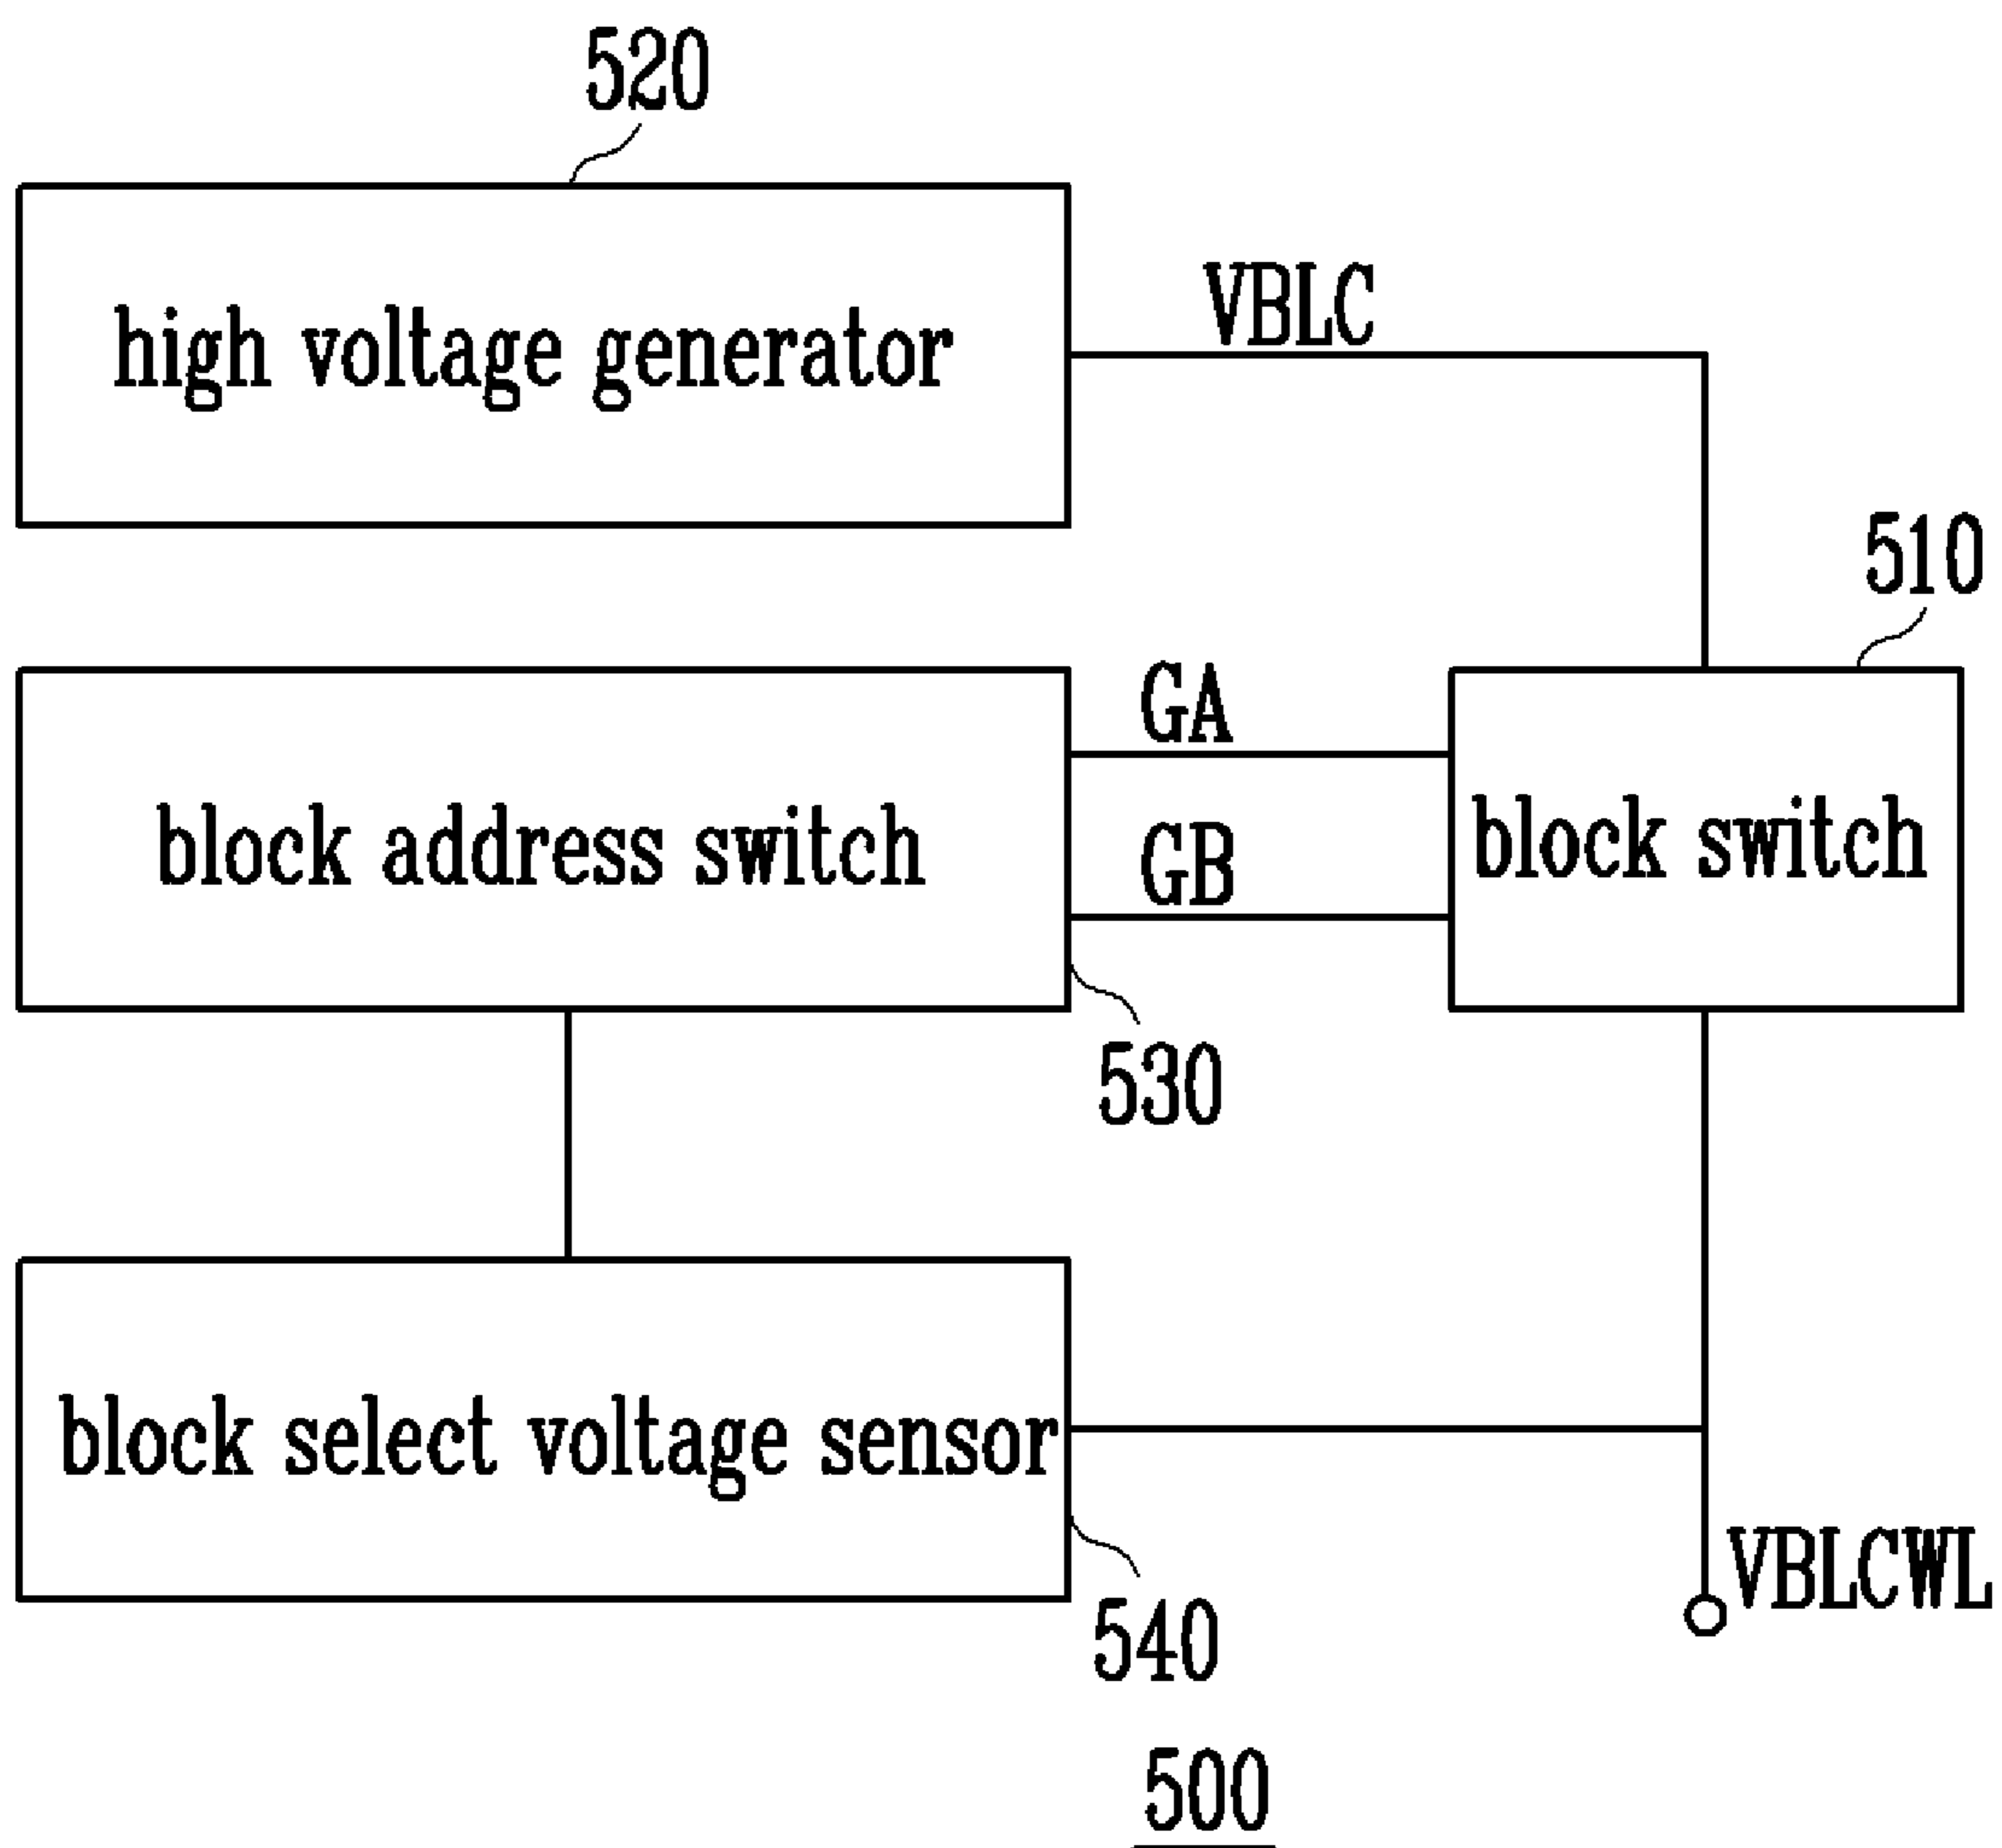 520
high voltage generator
VBLC
510
block address switch
GA
GB
block switch
530
block select voltage sensor
540
VBLCWL
500